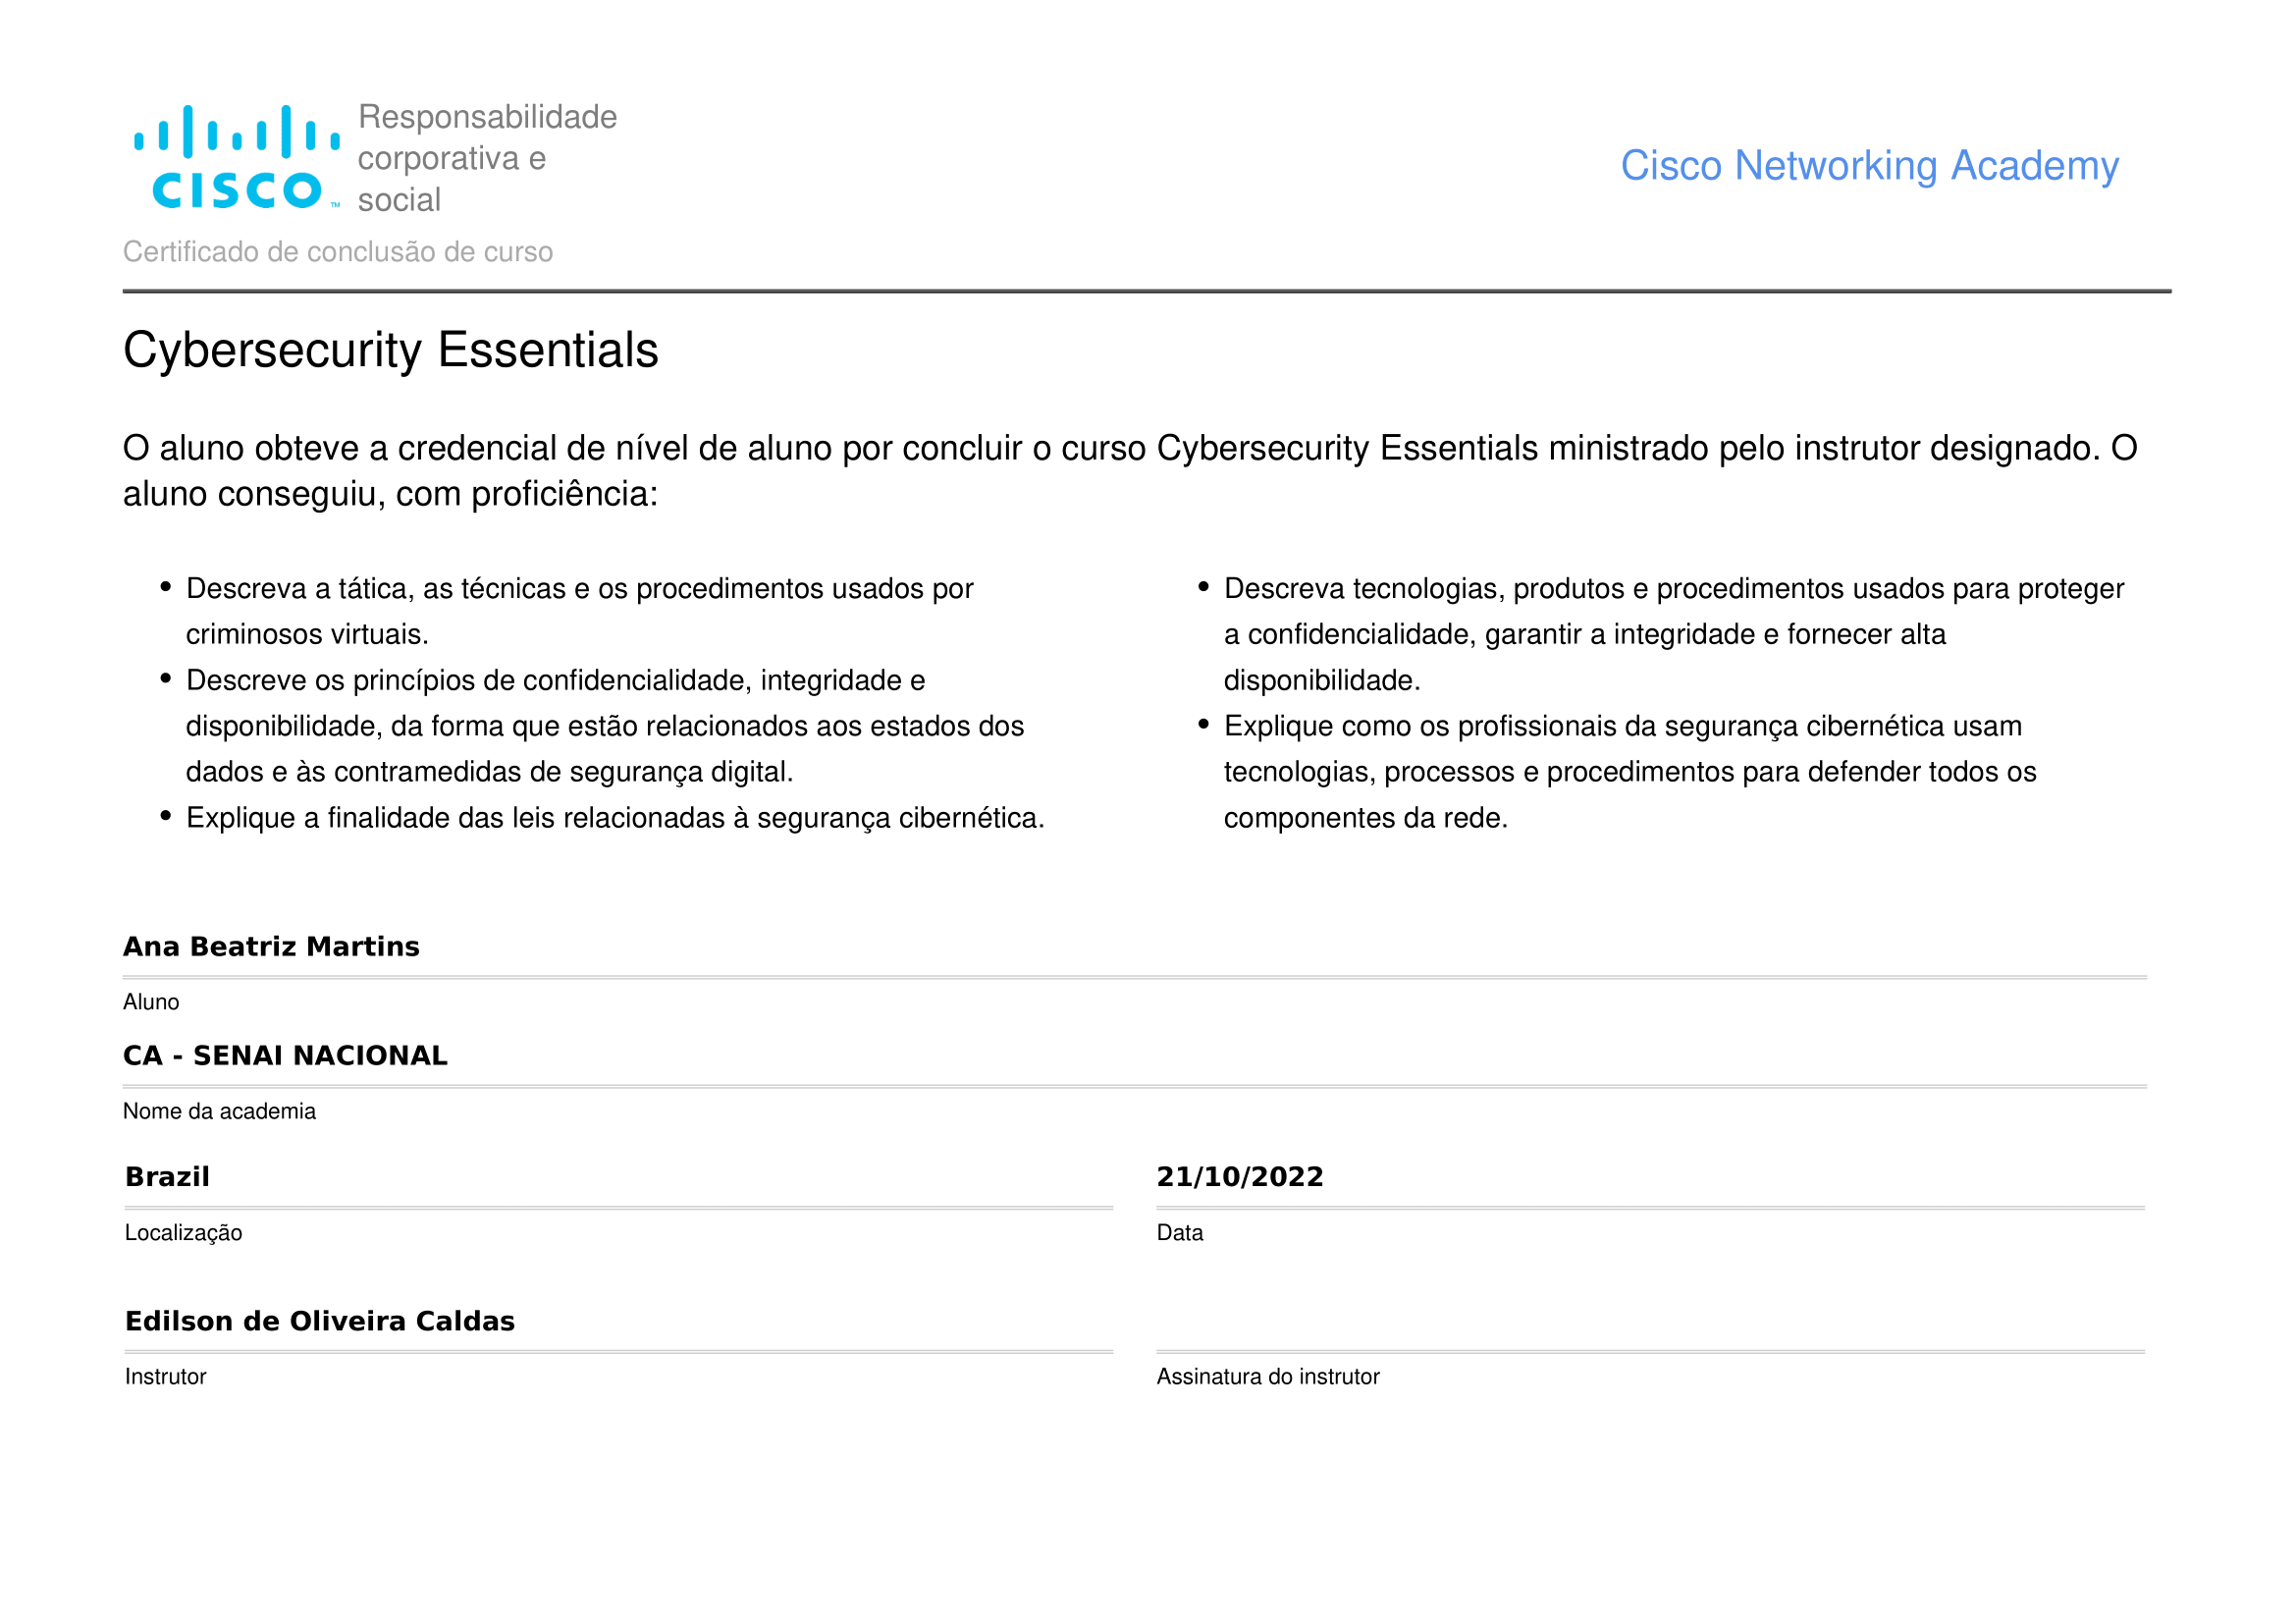 CISCO™
Responsabilidade
corporativa e
social
Cisco Networking Academy
Certificado de conclusão de curso
Cybersecurity Essentials
O aluno obteve a credencial de nível de aluno por concluir o curso Cybersecurity Essentials ministrado pelo instrutor designado. O
aluno conseguiu, com proficiência:
• Descreva a tática, as técnicas e os procedimentos usados por
criminosos virtuais.
• Descreve os princípios de confidencialidade, integridade e
disponibilidade, da forma que estão relacionados aos estados dos
dados e às contramedidas de segurança digital.
• Explique a finalidade das leis relacionadas à segurança cibernética.
• Descreva tecnologias, produtos e procedimentos usados para proteger
a confidencialidade, garantir a integridade e fornecer alta
disponibilidade.
• Explique como os profissionais da segurança cibernética usam
tecnologias, processos e procedimentos para defender todos os
componentes da rede.
Ana Beatriz Martins
Aluno
CA - SENAI NACIONAL
Nome da academia
Brazil
Localização
21/10/2022
Data
Edilson de Oliveira Caldas
Instrutor
Assinatura do instrutor